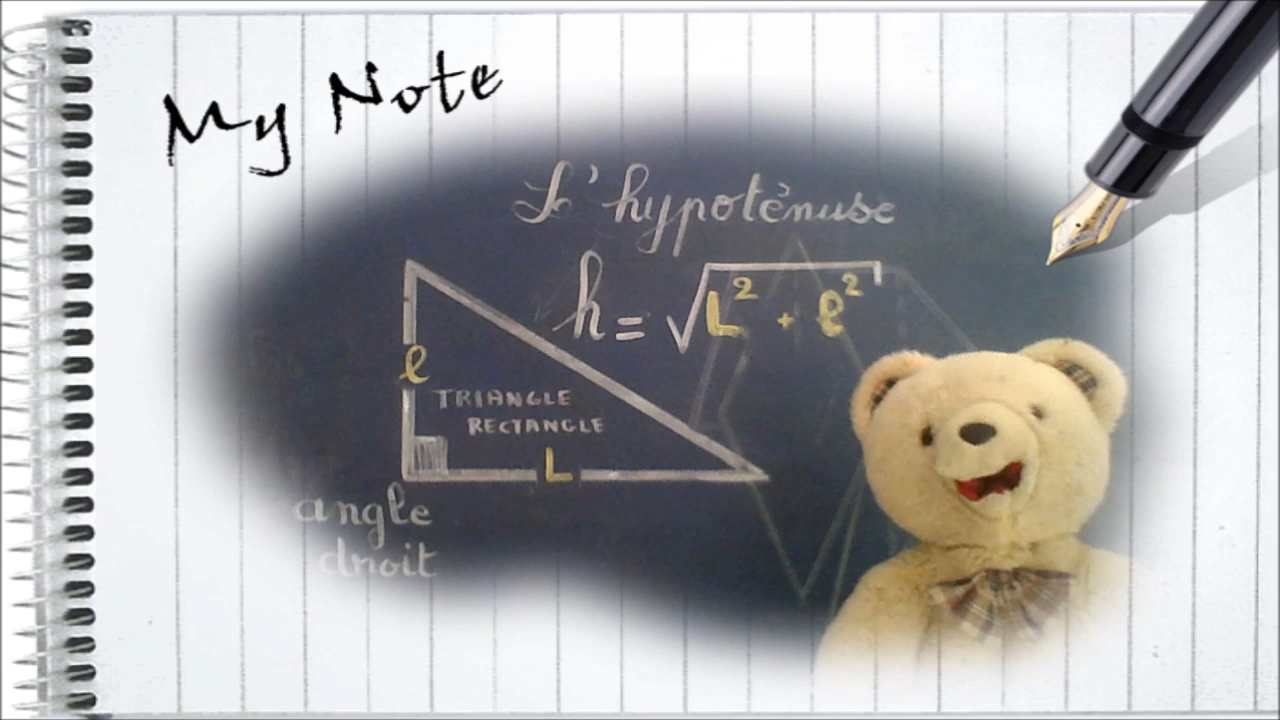 My Note
L'hypoténuse
h = √L² + l²
l
TRIANGLE
RECTANGLE
L
angle
droit